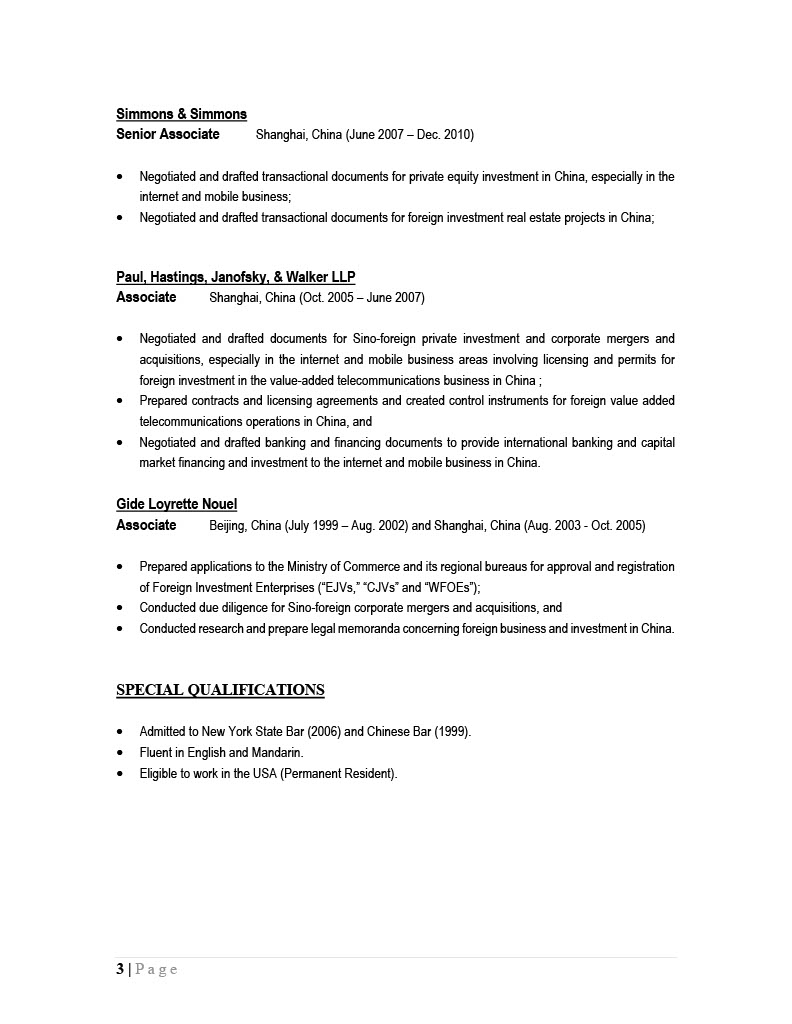 Simmons & Simmons
Senior Associate Shanghai, China (June 2007 – Dec. 2010)
• Negotiated and drafted transactional documents for private equity investment in China, especially in the
internet and mobile business;
• Negotiated and drafted transactional documents for foreign investment real estate projects in China;
Paul, Hastings, Janofsky, & Walker LLP
Associate Shanghai, China (Oct. 2005 – June 2007)
• Negotiated and drafted documents for Sino-foreign private investment and corporate mergers and
acquisitions, especially in the internet and mobile business areas involving licensing and permits for
foreign investment in the value-added telecommunications business in China ;
• Prepared contracts and licensing agreements and created control instruments for foreign value added
telecommunications operations in China, and
• Negotiated and drafted banking and financing documents to provide international banking and capital
market financing and investment to the internet and mobile business in China.
Gide Loyrette Nouel
Associate Beijing, China (July 1999 – Aug. 2002) and Shanghai, China (Aug. 2003 - Oct. 2005)
• Prepared applications to the Ministry of Commerce and its regional bureaus for approval and registration
of Foreign Investment Enterprises (“EJVs,” “CJVs” and “WFOEs”);
• Conducted due diligence for Sino-foreign corporate mergers and acquisitions, and
• Conducted research and prepare legal memoranda concerning foreign business and investment in China.
SPECIAL QUALIFICATIONS
• Admitted to New York State Bar (2006) and Chinese Bar (1999).
• Fluent in English and Mandarin.
• Eligible to work in the USA (Permanent Resident).
3 | Page